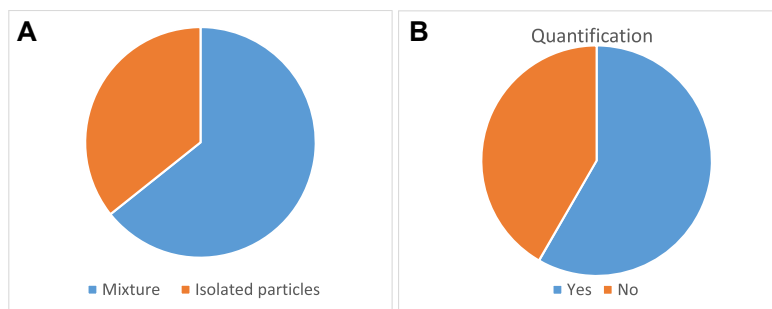 A
Mixture
Isolated particles
B
Quantification
Yes
No